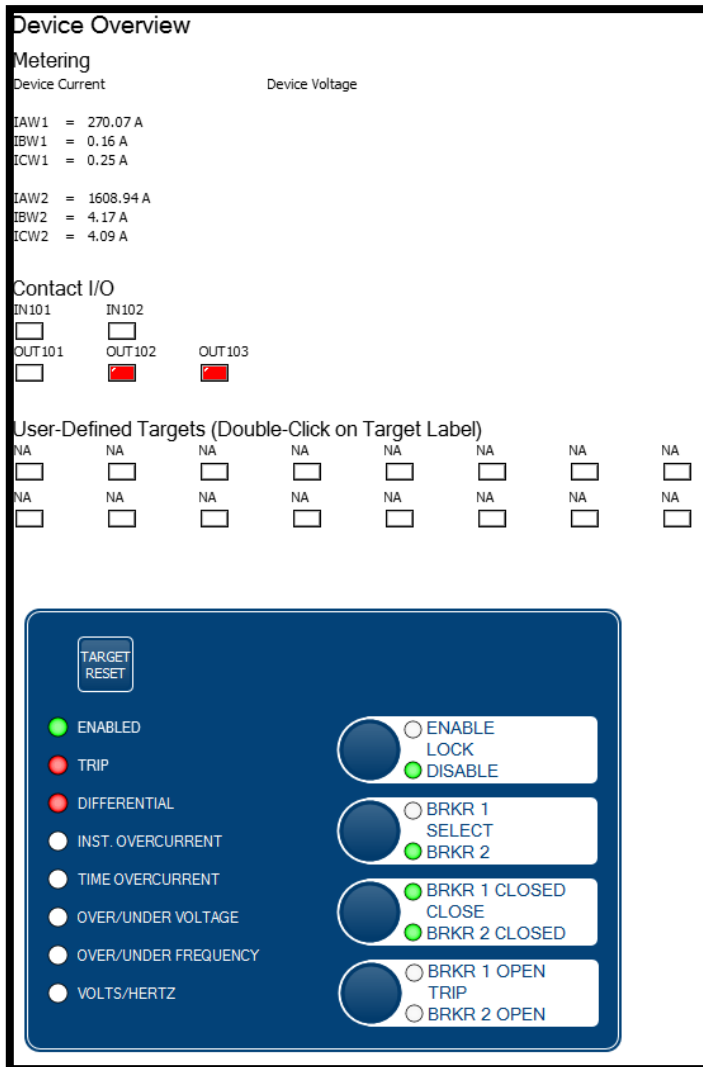 Device Overview
Metering
Device Current Device Voltage
IAW1 = 270.07 A
IBW1 = 0.16 A
ICW1 = 0.25 A
IAW2 = 1608.94 A
IBW2 = 4.17 A
ICW2 = 4.09 A
Contact I/O
IN101 IN102
OUT101 OUT102 OUT103
User-Defined Targets (Double-Click on Target Label)
NA NA NA NA NA NA NA NA
NA NA NA NA NA NA NA NA
TARGET
RESET
ENABLED
TRIP
DIFFERENTIAL
INST. OVERCURRENT
TIME OVERCURRENT
OVER/UNDER VOLTAGE
OVER/UNDER FREQUENCY
VOLTS/HERTZ
ENABLE
LOCK
DISABLE
BRKR 1
SELECT
BRKR 2
BRKR 1 CLOSED
CLOSE
BRKR 2 CLOSED
BRKR 1 OPEN
TRIP
BRKR 2 OPEN